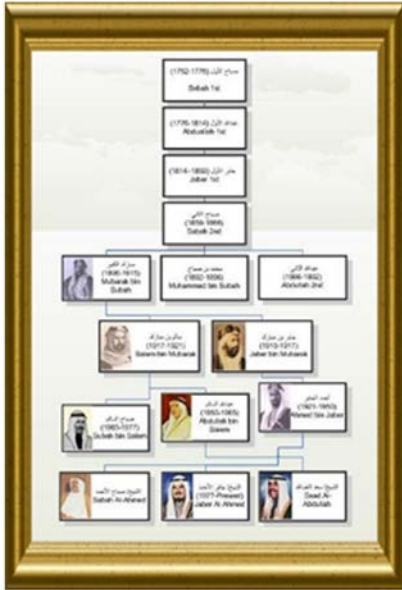 صباح الأول (1752-1776)
Sabah 1st
عبدالله الأول (1776-1814)
Abdullah 1st
جابر الأول (1814-1859)
Jaber 1st
صباح الثاني
(1859-1866)
Sabah 2nd
مبارك الكبير
(1896-1915)
Mubarak bin
Subah
محمد بن صباح
(1892-1896)
Muhammed bin Subah
عبدالله الثاني
(1866-1892)
Abdullah 2nd
سالم بن مبارك
(1917-1921)
Salem bin Mubarak
جابر بن مبارك
(1915-1917)
Jaber bin Mubarak
صباح السالم
(1965-1977)
Subah bin Salem
عبدالله السالم
(1950-1965)
Abdullah bin
Salem
أحمد الجابر
(1921-1950)
Ahmed bin Jaber
الشيخ صباح الأحمد
Sabah Al-Ahmed
الشيخ جابر الأحمد
(1977-Present)
Jaber Al Ahmed
الشيخ سعد العبدالله
Saad Al-
Abdullah